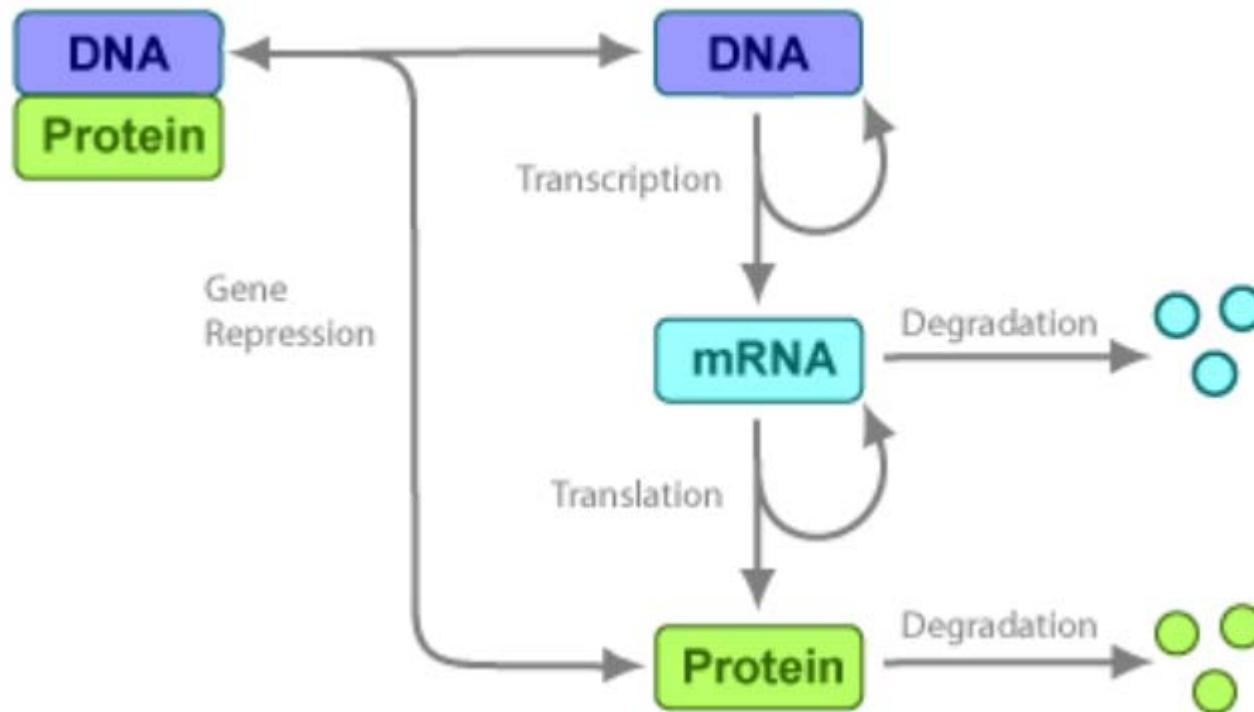 DNA
Protein
DNA
Transcription
Gene
Repression
mRNA
Degradation
Translation
Protein
Degradation